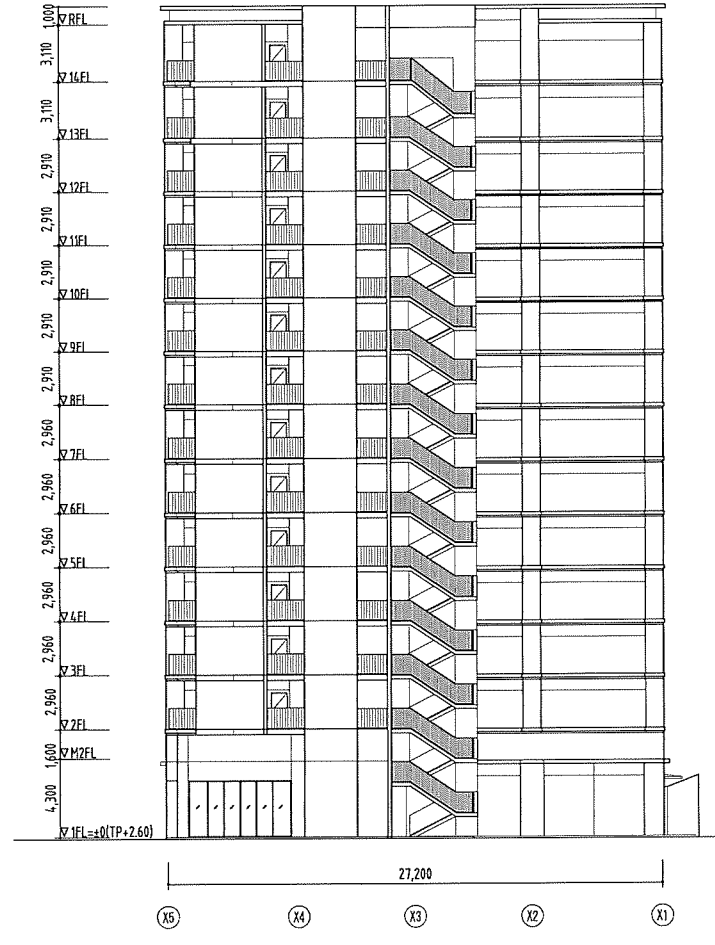 1,000
▽RFL
3,110
▽14FL
3,110
▽13FL
2,910
▽12FL
2,910
▽11FL
2,910
▽10FL
2,910
▽9FL
2,910
▽8FL
2,960
▽7FL
2,960
▽6FL
2,960
▽5FL
2,960
▽4FL
2,960
▽3FL
2,960
▽2FL
1,600
▽M2FL
4,300
▽1FL=±0(TP+2.60)
27,200
X5 X4 X3 X2 X1